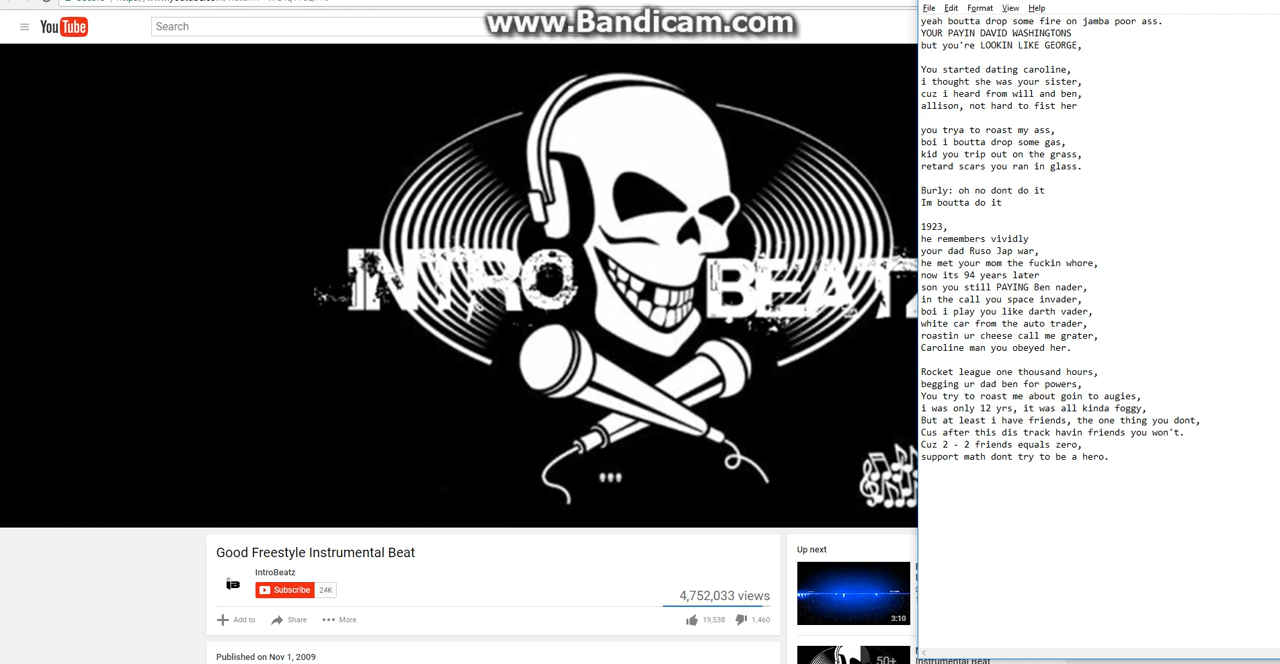 www.Bandicam.com
YouTube
Search
INTRO BEATZ
Good Freestyle Instrumental Beat
IntroBeatz
Subscribe 24K
4,752,033 views
Add to Share More
19,538 1,460
Published on Nov 1, 2009
Up next
3:10
50+
Instrumental Beat
File Edit Format View Help
yeah boutta drop some fire on jamba poor ass.
YOUR PAYIN DAVID WASHINGTONS
but you're LOOKIN LIKE GEORGE,
You started dating caroline,
i thought she was your sister,
cuz i heard from will and ben,
allison, not hard to fist her
you trya to roast my ass,
boi i boutta drop some gas,
kid you trip out on the grass,
retard scars you ran in glass.
Burly: oh no dont do it
Im boutta do it
1923,
he remembers vividly
your dad Ruso Jap war,
he met your mom the fuckin whore,
now its 94 years later
son you still PAYING Ben nader,
in the call you space invader,
boi i play you like darth vader,
white car from the auto trader,
roastin ur cheese call me grater,
Caroline man you obeyed her.
Rocket league one thousand hours,
begging ur dad ben for powers,
You try to roast me about goin to augies,
i was only 12 yrs, it was all kinda foggy,
But at least i have friends, the one thing you dont,
Cus after this dis track havin friends you won't.
Cuz 2 - 2 friends equals zero,
support math dont try to be a hero.